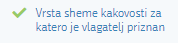 Vrsta sheme kakovosti za
katero je vlagatelj priznan